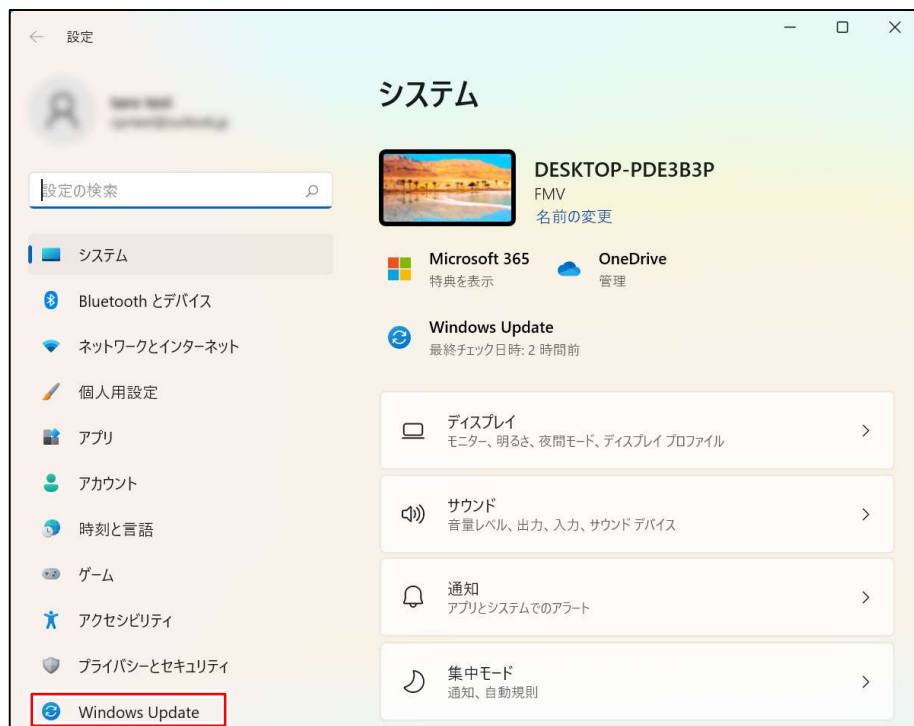 設定
設定の検索
システム
Bluetooth とデバイス
ネットワークとインターネット
個人用設定
アプリ
アカウント
時刻と言語
ゲーム
アクセシビリティ
プライバシーとセキュリティ
Windows Update
システム
DESKTOP-PDE3B3P
FMV
名前の変更
Microsoft 365
特典を表示
OneDrive
管理
Windows Update
最終チェック日時: 2 時間前
ディスプレイ
モニター、明るさ、夜間モード、ディスプレイ プロファイル
サウンド
音量レベル、出力、入力、サウンド デバイス
通知
アプリとシステムでのアラート
集中モード
通知、自動規則